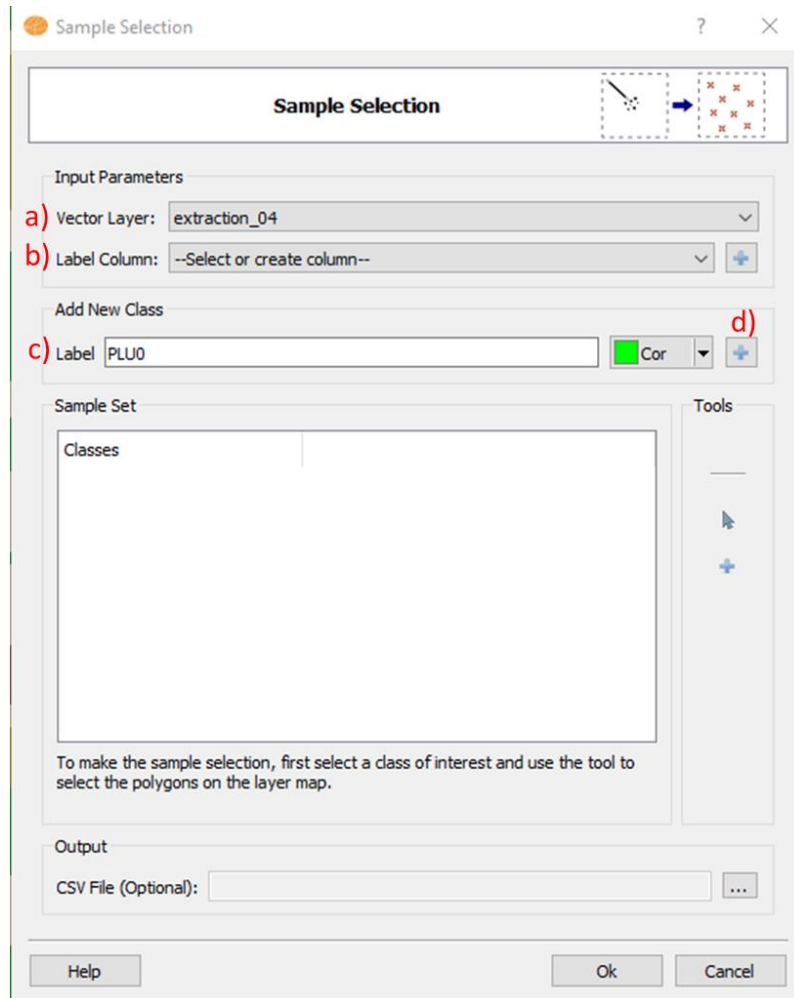 Sample Selection ?
Sample Selection
Input Parameters
a) Vector Layer: extraction_04
b) Label Column: --Select or create column--
Add New Class
d)
c) Label PLU0 Cor
Sample Set Tools
Classes
To make the sample selection, first select a class of interest and use the tool to
select the polygons on the layer map.
Output
CSV File (Optional): ...
Help Ok Cancel